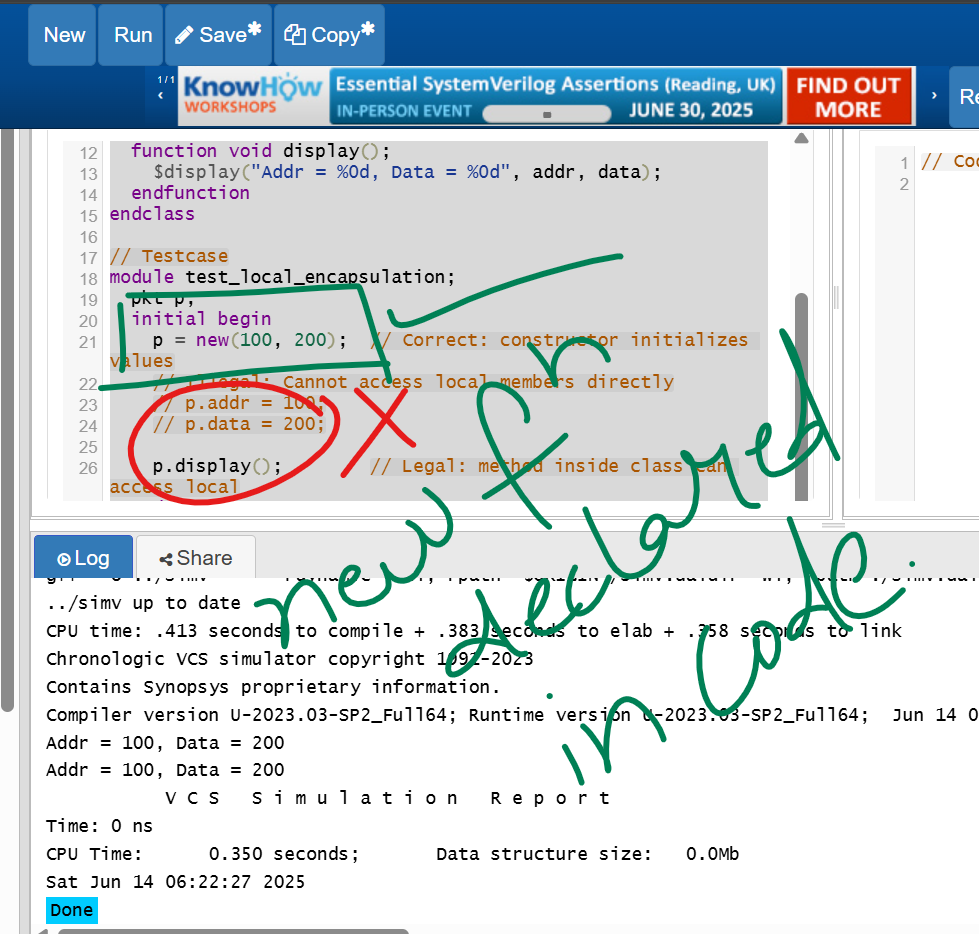 New Run Save* Copy*
1/1
‹ KnowHow WORKSHOPS Essential SystemVerilog Assertions (Reading, UK) FIND OUT MORE › Re
IN-PERSON EVENT JUNE 30, 2025
12 function void display();
13 $display("Addr = %0d, Data = %0d", addr, data);
14 endfunction
15 endclass
16
17 // Testcase
18 module test_local_encapsulation;
19 pkt p;
20 initial begin
21 p = new(100, 200); // Correct: constructor initializes
values
22 // Illegal: Cannot access local members directly
23 // p.addr = 100;
24 // p.data = 200;
25
26 p.display(); // Legal: method inside class can
access local
1 // Coo
2
new fn
declared
in code.
Log Share
../simv up to date
CPU time: .413 seconds to compile + .383 seconds to elab + .358 seconds to link
Chronologic VCS simulator copyright 1991-2023
Contains Synopsys proprietary information.
Compiler version U-2023.03-SP2_Full64; Runtime version U-2023.03-SP2_Full64; Jun 14 0
Addr = 100, Data = 200
Addr = 100, Data = 200
V C S S i m u l a t i o n R e p o r t
Time: 0 ns
CPU Time: 0.350 seconds; Data structure size: 0.0Mb
Sat Jun 14 06:22:27 2025
Done